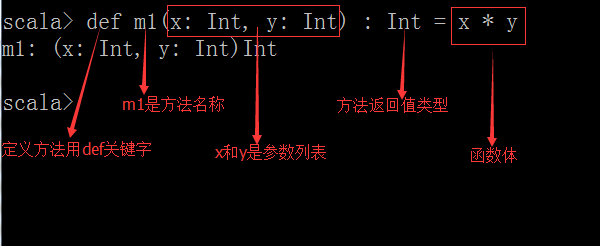 scala> def m1(x: Int, y: Int) : Int = x * y
m1: (x: Int, y: Int)Int
scala>
m1是方法名称
方法返回值类型
定义方法用def关键字
x和y是参数列表
函数体